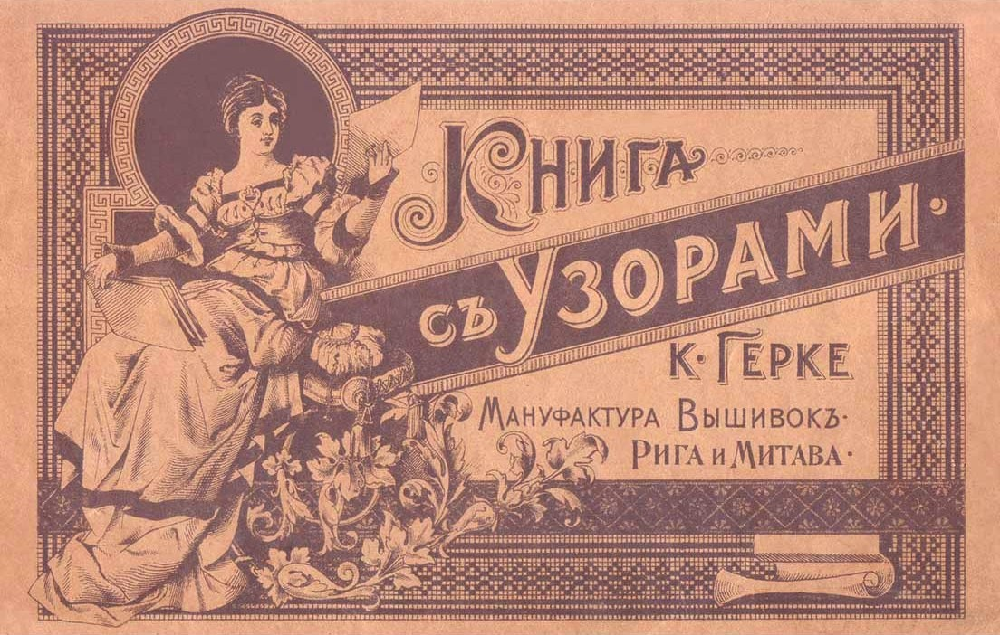 Книга
съ Узорами·
К· Герке
Мануфактура Вышивокъ·
Рига и Митава·